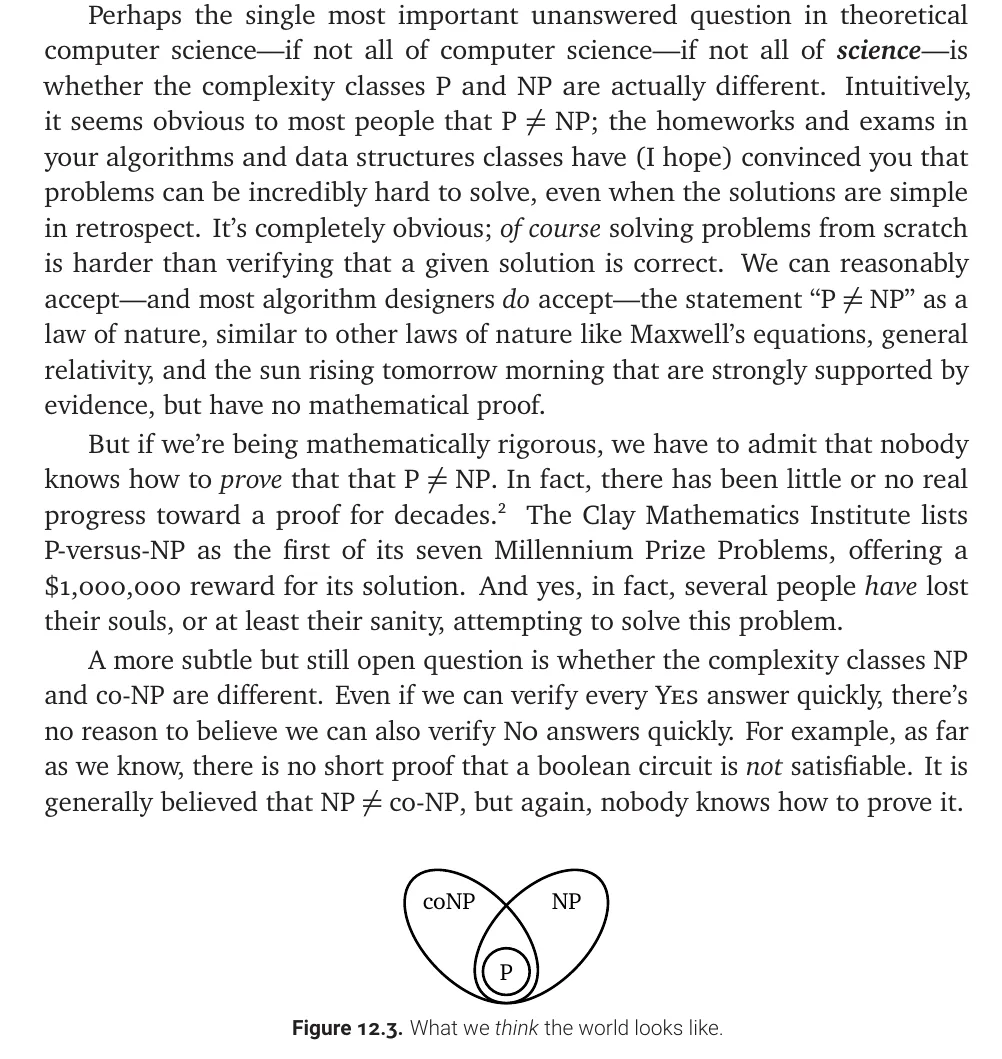 Perhaps the single most important unanswered question in theoretical
computer science—if not all of computer science—if not all of science—is
whether the complexity classes P and NP are actually different. Intuitively,
it seems obvious to most people that P ≠ NP; the homeworks and exams in
your algorithms and data structures classes have (I hope) convinced you that
problems can be incredibly hard to solve, even when the solutions are simple
in retrospect. It’s completely obvious; of course solving problems from scratch
is harder than verifying that a given solution is correct. We can reasonably
accept—and most algorithm designers do accept—the statement “P ≠ NP” as a
law of nature, similar to other laws of nature like Maxwell’s equations, general
relativity, and the sun rising tomorrow morning that are strongly supported by
evidence, but have no mathematical proof.
But if we’re being mathematically rigorous, we have to admit that nobody
knows how to prove that that P ≠ NP. In fact, there has been little or no real
progress toward a proof for decades.² The Clay Mathematics Institute lists
P-versus-NP as the first of its seven Millennium Prize Problems, offering a
$1,000,000 reward for its solution. And yes, in fact, several people have lost
their souls, or at least their sanity, attempting to solve this problem.
A more subtle but still open question is whether the complexity classes NP
and co-NP are different. Even if we can verify every YES answer quickly, there’s
no reason to believe we can also verify NO answers quickly. For example, as far
as we know, there is no short proof that a boolean circuit is not satisfiable. It is
generally believed that NP ≠ co-NP, but again, nobody knows how to prove it.
coNP NP
P
Figure 12.3. What we think the world looks like.